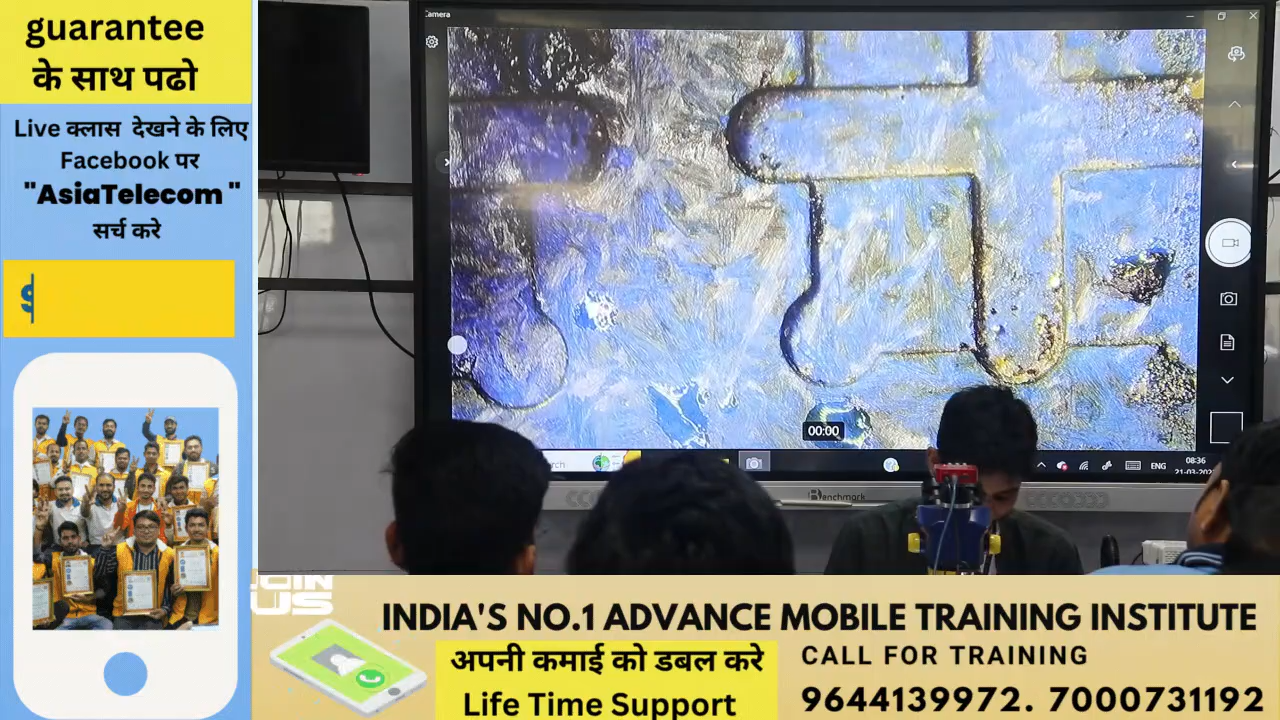 guarantee
के साथ पढो
Live क्लास देखने के लिए
Facebook पर
"AsiaTelecom "
सर्च करे
Camera
00:00
ENG
08:36
Benchmark
JOIN
US
INDIA'S NO.1 ADVANCE MOBILE TRAINING INSTITUTE
अपनी कमाई को डबल करे
Life Time Support
CALL FOR TRAINING
9644139972. 7000731192